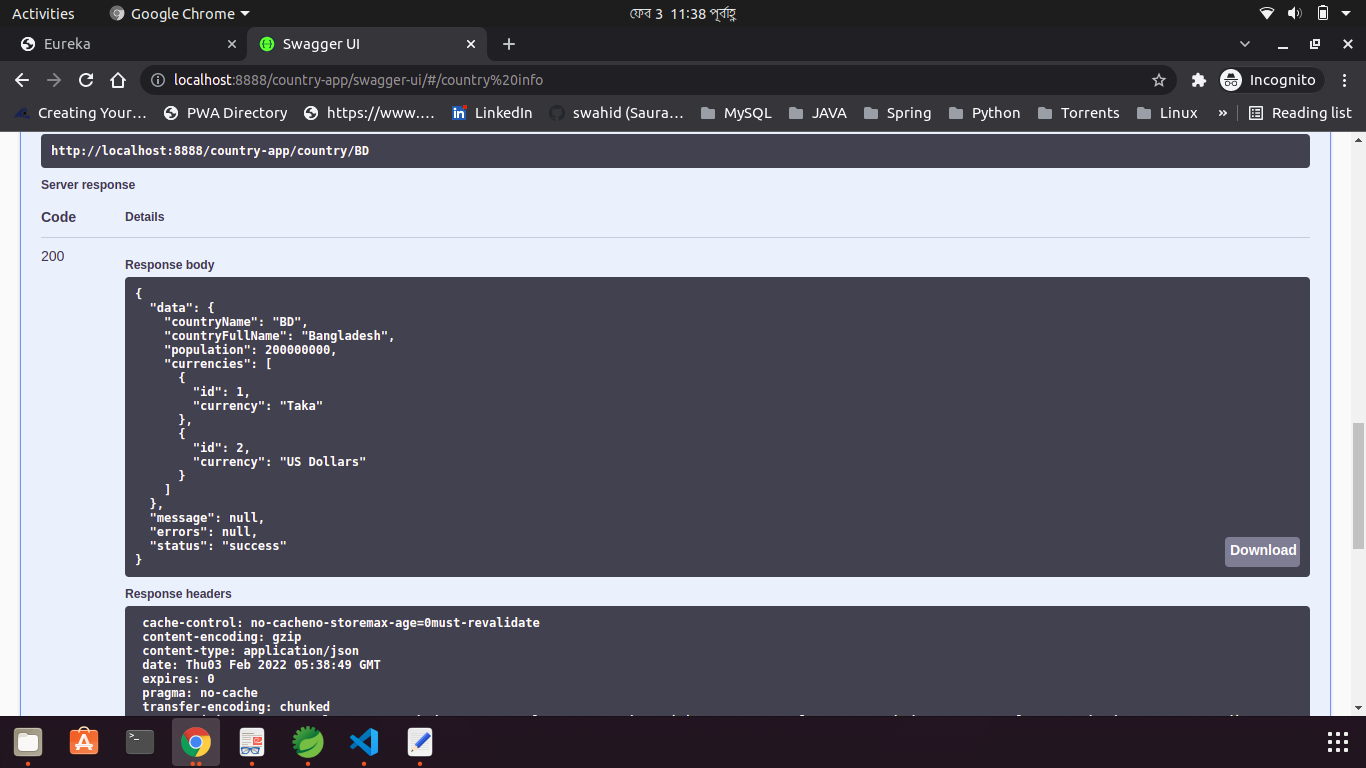 Activities Google Chrome ফেব 3 11:38 পূর্বাহ্ণ
Eureka Swagger UI
localhost:8888/country-app/swagger-ui/#/country%20info Incognito
Creating Your… PWA Directory https://www.… LinkedIn swahid (Saura… MySQL JAVA Spring Python Torrents Linux » Reading list
http://localhost:8888/country-app/country/BD
Server response
Code Details
200
Response body
{
"data": {
"countryName": "BD",
"countryFullName": "Bangladesh",
"population": 200000000,
"currencies": [
{
"id": 1,
"currency": "Taka"
},
{
"id": 2,
"currency": "US Dollars"
}
]
},
"message": null,
"errors": null,
"status": "success"
}
Download
Response headers
cache-control: no-cacheno-storemax-age=0must-revalidate
content-encoding: gzip
content-type: application/json
date: Thu03 Feb 2022 05:38:49 GMT
expires: 0
pragma: no-cache
transfer-encoding: chunked